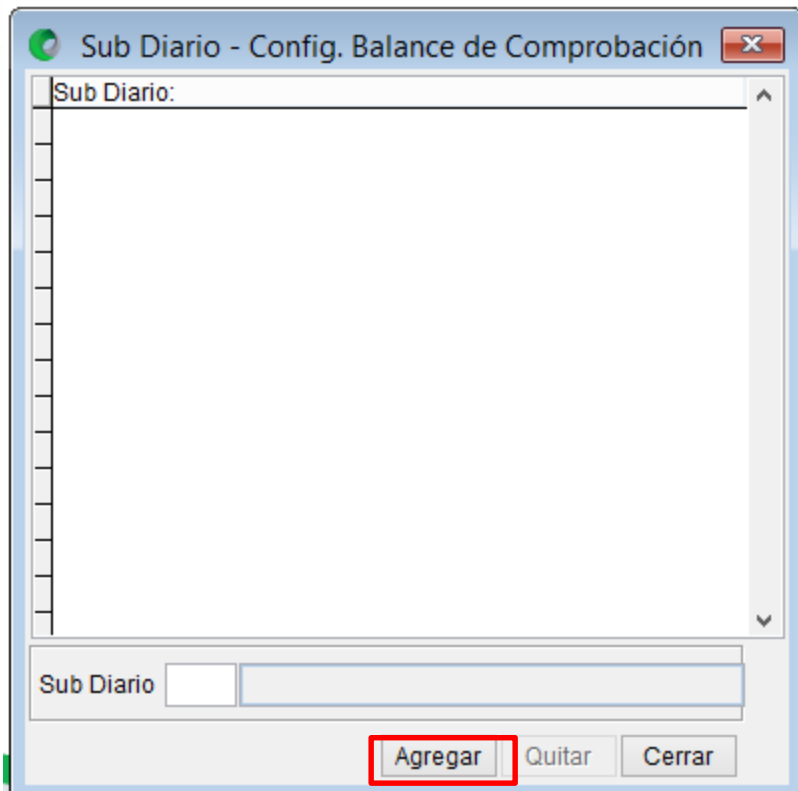 Sub Diario - Config. Balance de Comprobación
Sub Diario:
Sub Diario
Agregar Quitar Cerrar